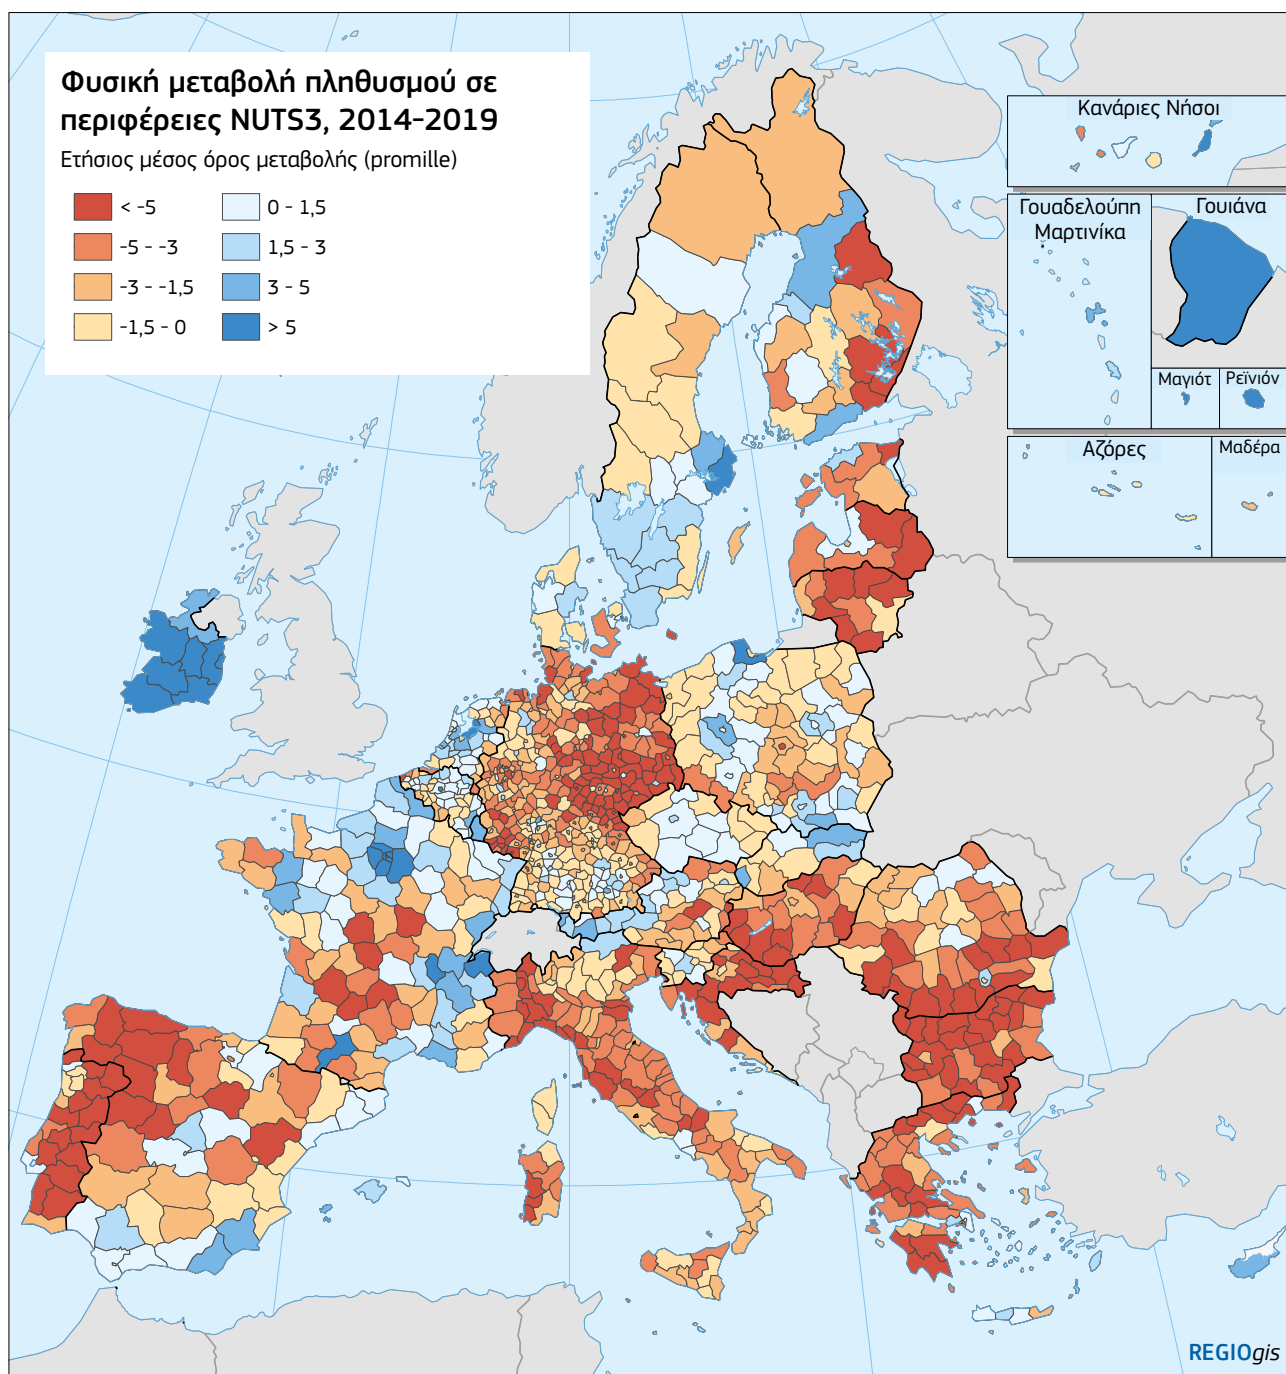 Φυσική μεταβολή πληθυσμού σε
περιφέρειες NUTS3, 2014-2019
Ετήσιος μέσος όρος μεταβολής (promille)
< -5
-5 - -3
-3 - -1,5
-1,5 - 0
0 - 1,5
1,5 - 3
3 - 5
> 5
Κανάριες Νήσοι
Γουαδελούπη
Μαρτινίκα
Γουιάνα
Μαγιότ
Ρεϊνιόν
Αζόρες
Μαδέρα
REGIOgis